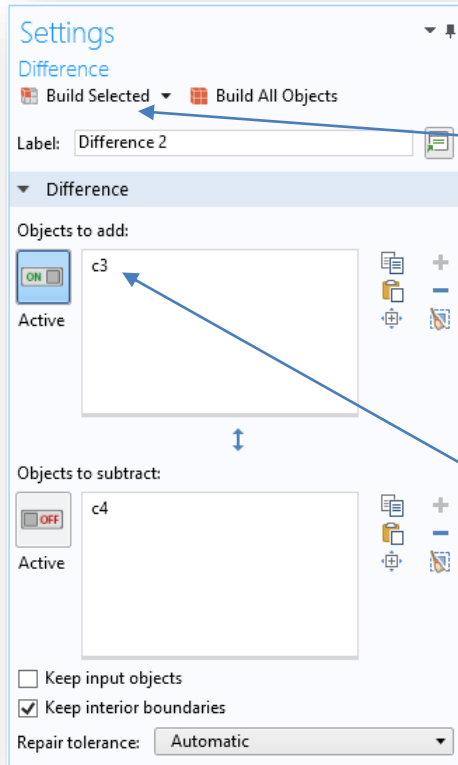 Settings
Difference
Build Selected Build All Objects
Label: Difference 2
Difference
Objects to add:
ON
c3
Active
Objects to subtract:
OFF
c4
Active
Keep input objects
Keep interior boundaries
Repair tolerance: Automatic